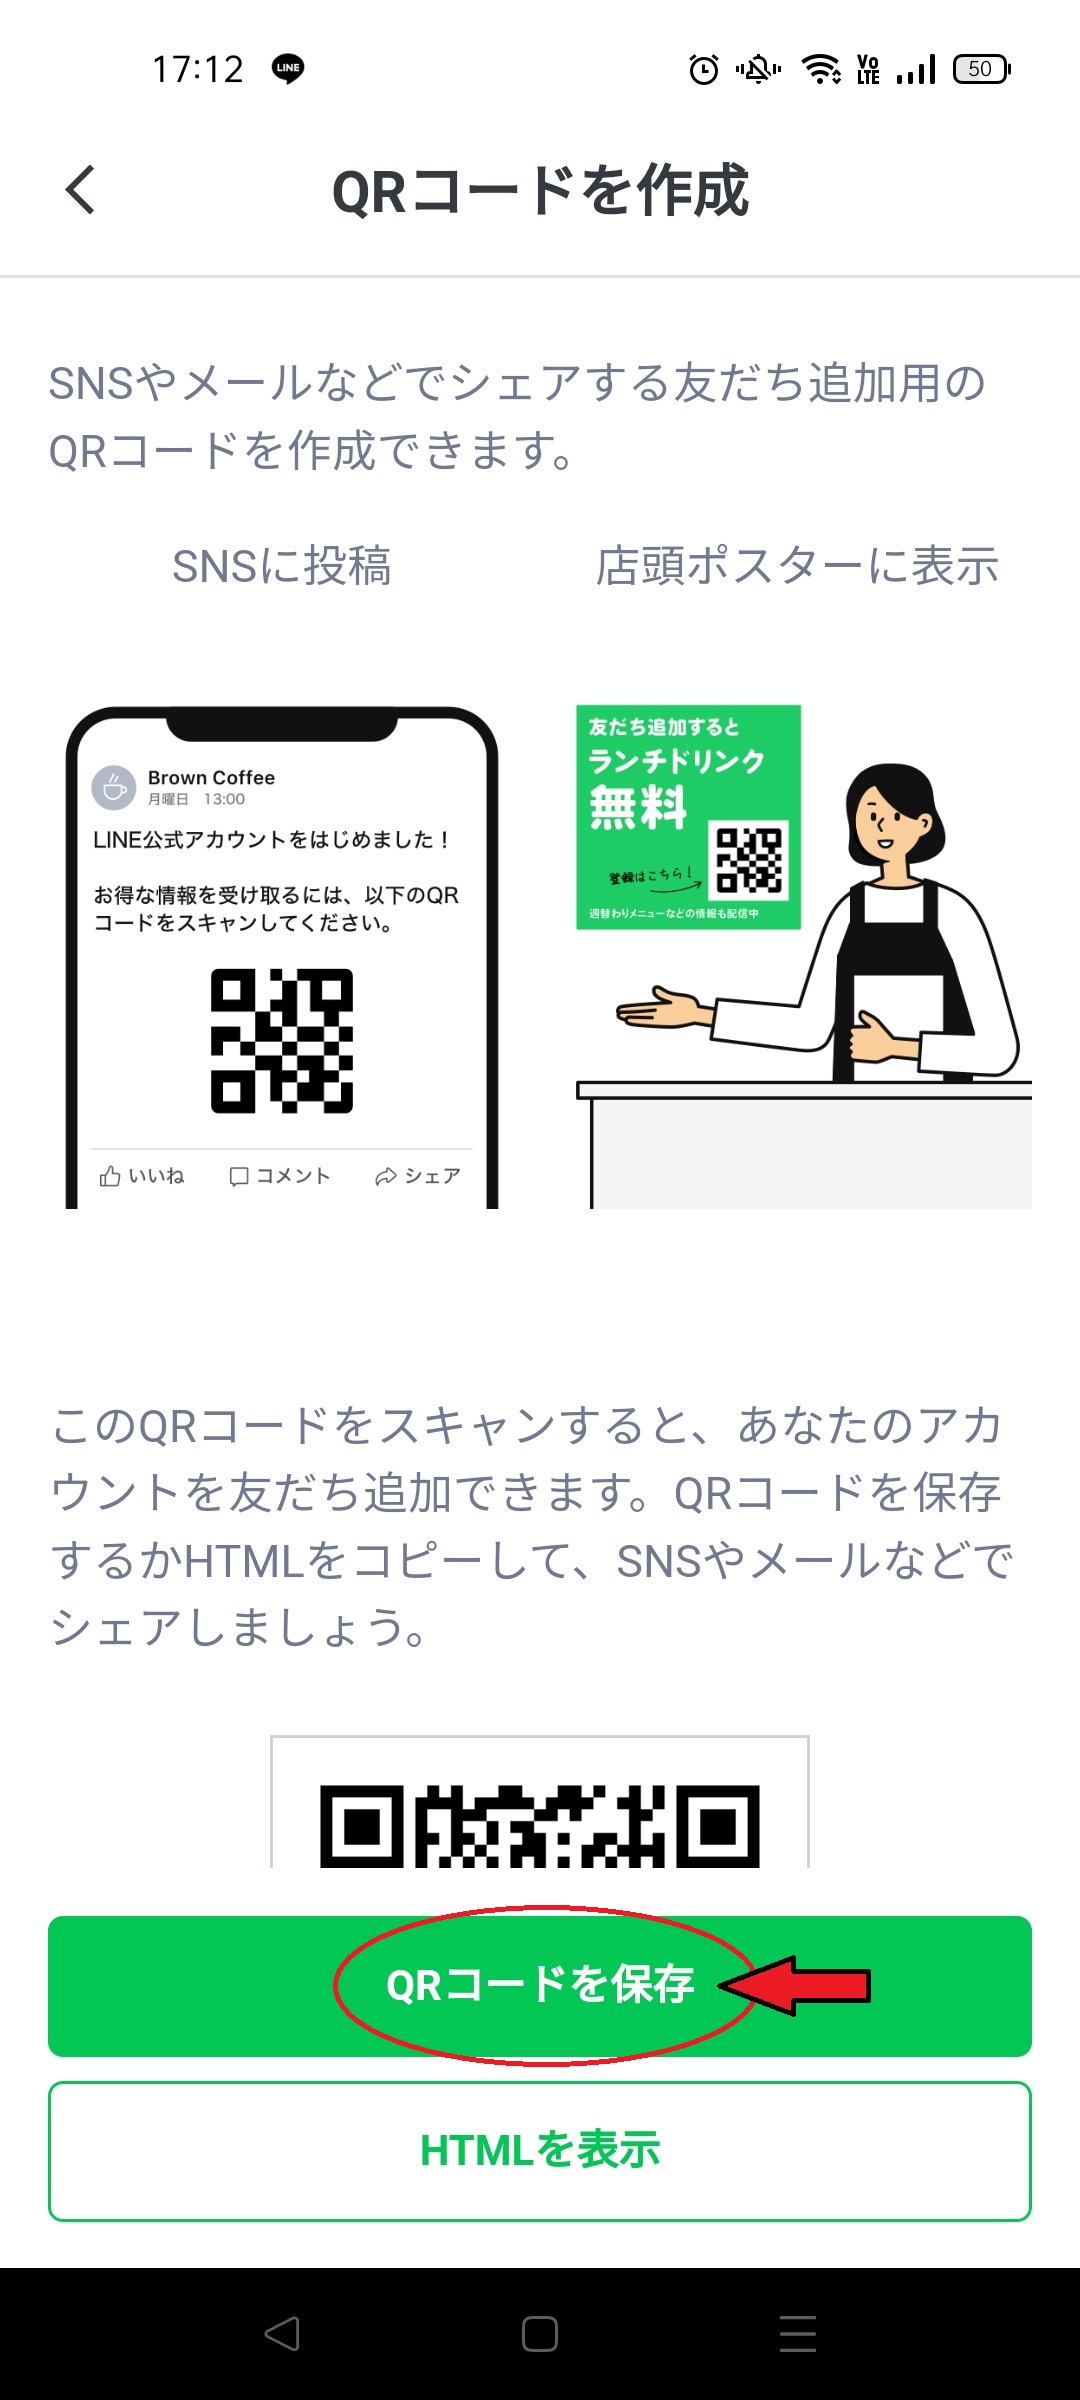 17:12
LINE
Vo
LTE
50
QRコードを作成
SNSやメールなどでシェアする友だち追加用の
QRコードを作成できます。
SNSに投稿
店頭ポスターに表示
Brown Coffee
月曜日 13:00
LINE公式アカウントをはじめました！
お得な情報を受け取るには、以下のQR
コードをスキャンしてください。
いいね
コメント
シェア
友だち追加すると
ランチドリンク
無料
登録はこちら！
週替わりメニューなどの情報も配信中
このQRコードをスキャンすると、あなたのアカ
ウントを友だち追加できます。QRコードを保存
するかHTMLをコピーして、SNSやメールなどで
シェアしましょう。
QRコードを保存
HTMLを表示